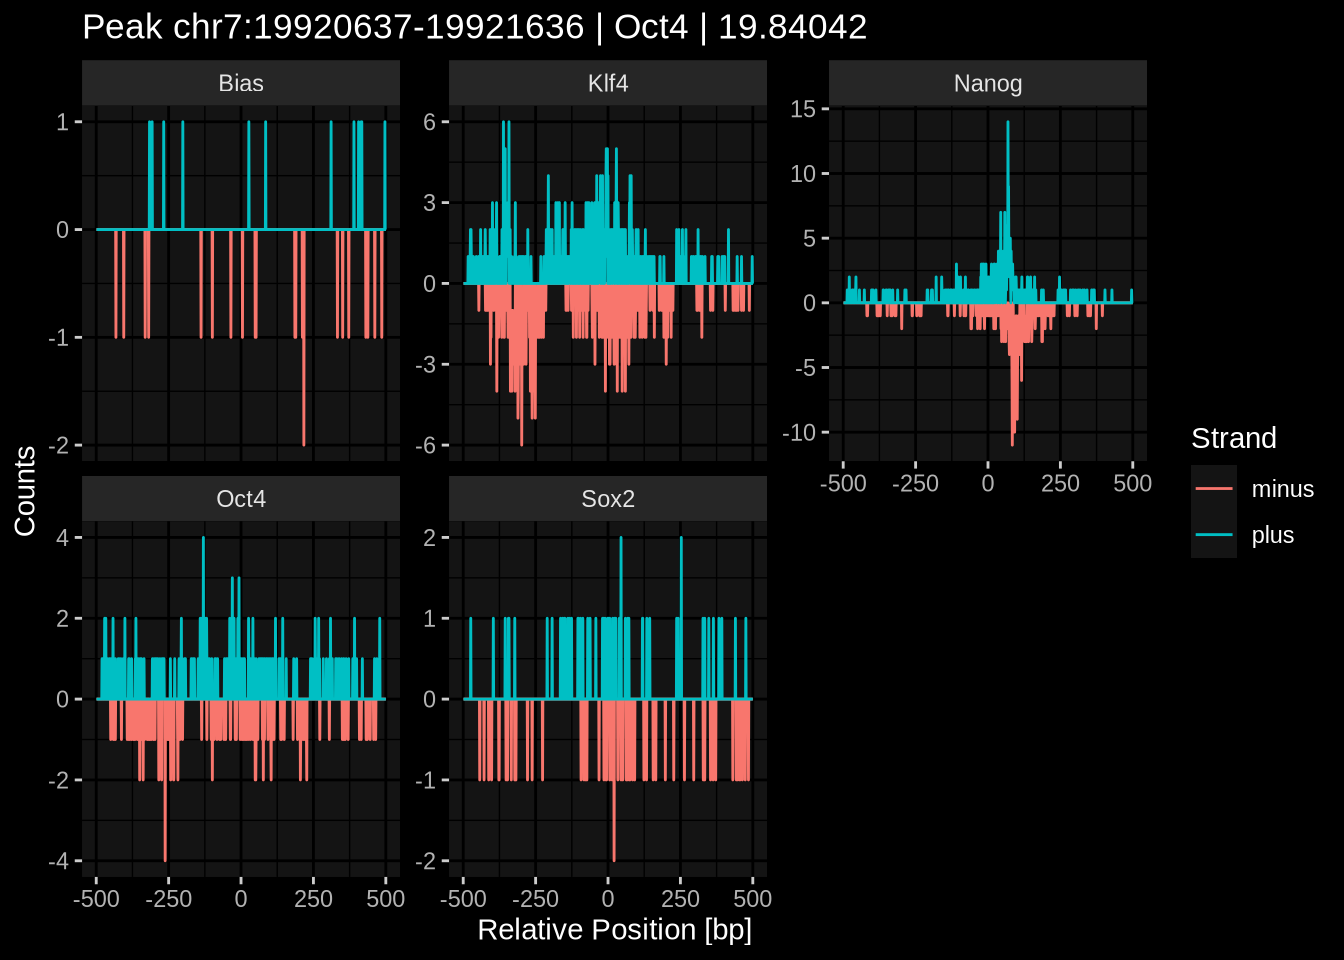 Peak chr7:19920637-19921636 | Oct4 | 19.84042
Bias
Klf4
Nanog
1
0
-1
-2
6
3
0
-3
-6
15
10
5
0
-5
-10
-500 -250 0 250 500
Oct4
Sox2
4
2
0
-2
-4
2
1
0
-1
-2
-500 -250 0 250 500
-500 -250 0 250 500
Relative Position [bp]
Counts
Strand
minus
plus